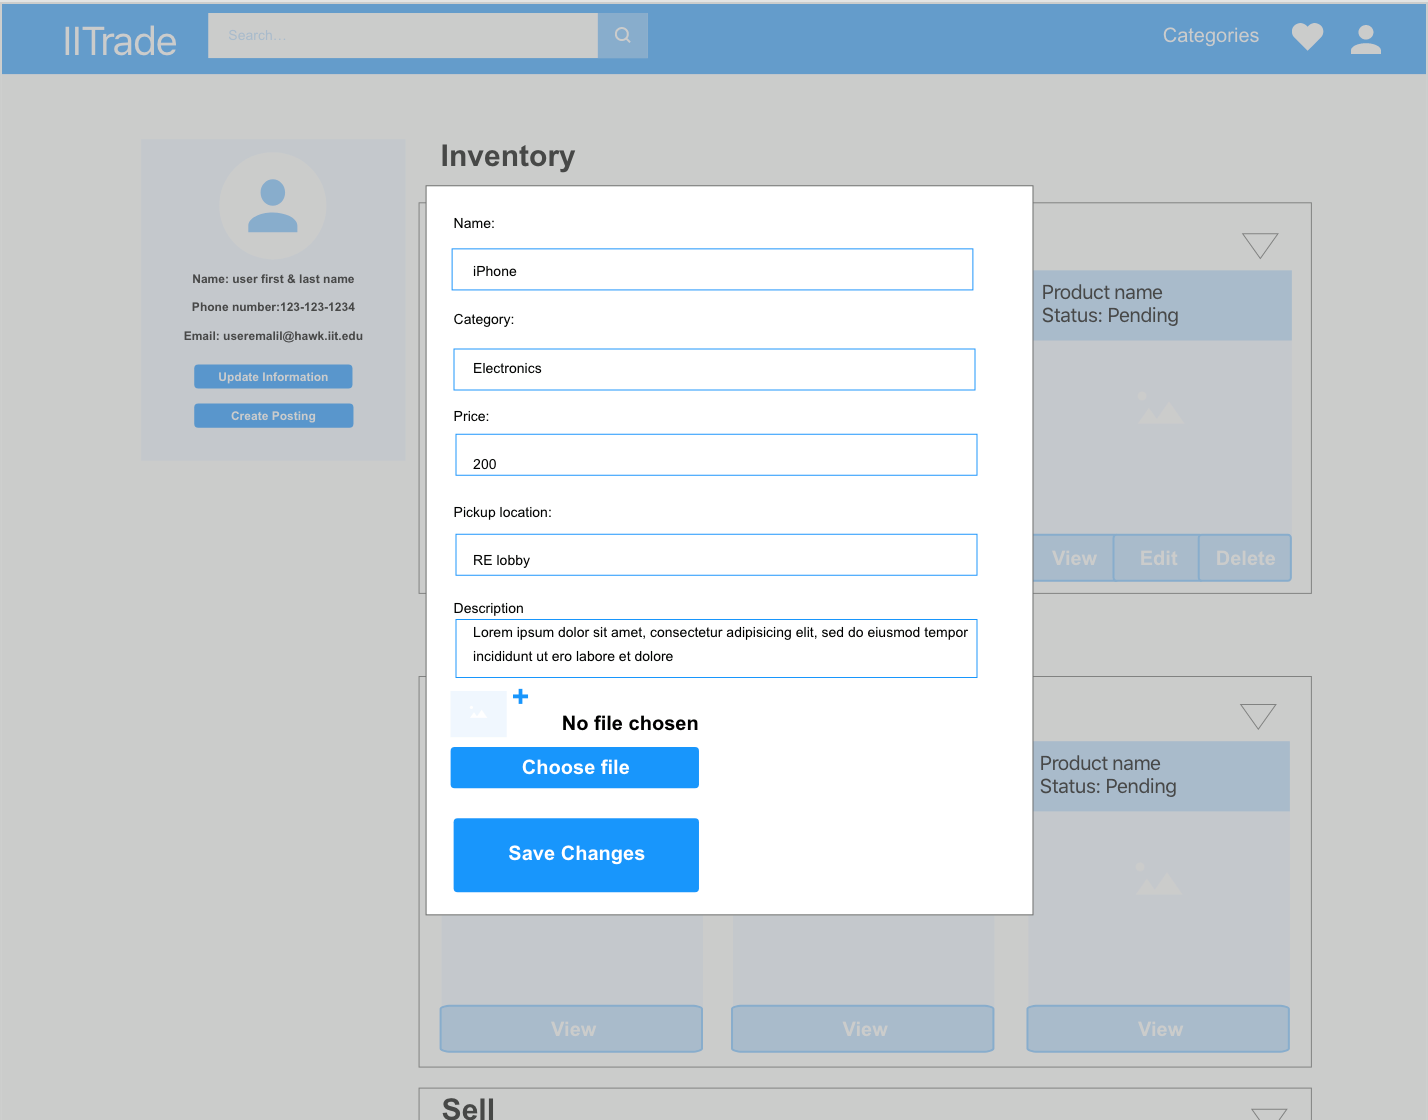 IITrade
Search...
Categories
Inventory
Name: user first & last name
Phone number:123-123-1234
Email: useremalil@hawk.iit.edu
Update Information
Create Posting
Name:
iPhone
Category:
Electronics
Price:
200
Pickup location:
RE lobby
Description
Lorem ipsum dolor sit amet, consectetur adipisicing elit, sed do eiusmod tempor
incididunt ut ero labore et dolore
No file chosen
Choose file
Save Changes
Product name
Status: Pending
View Edit Delete
Product name
Status: Pending
View View View
Sell